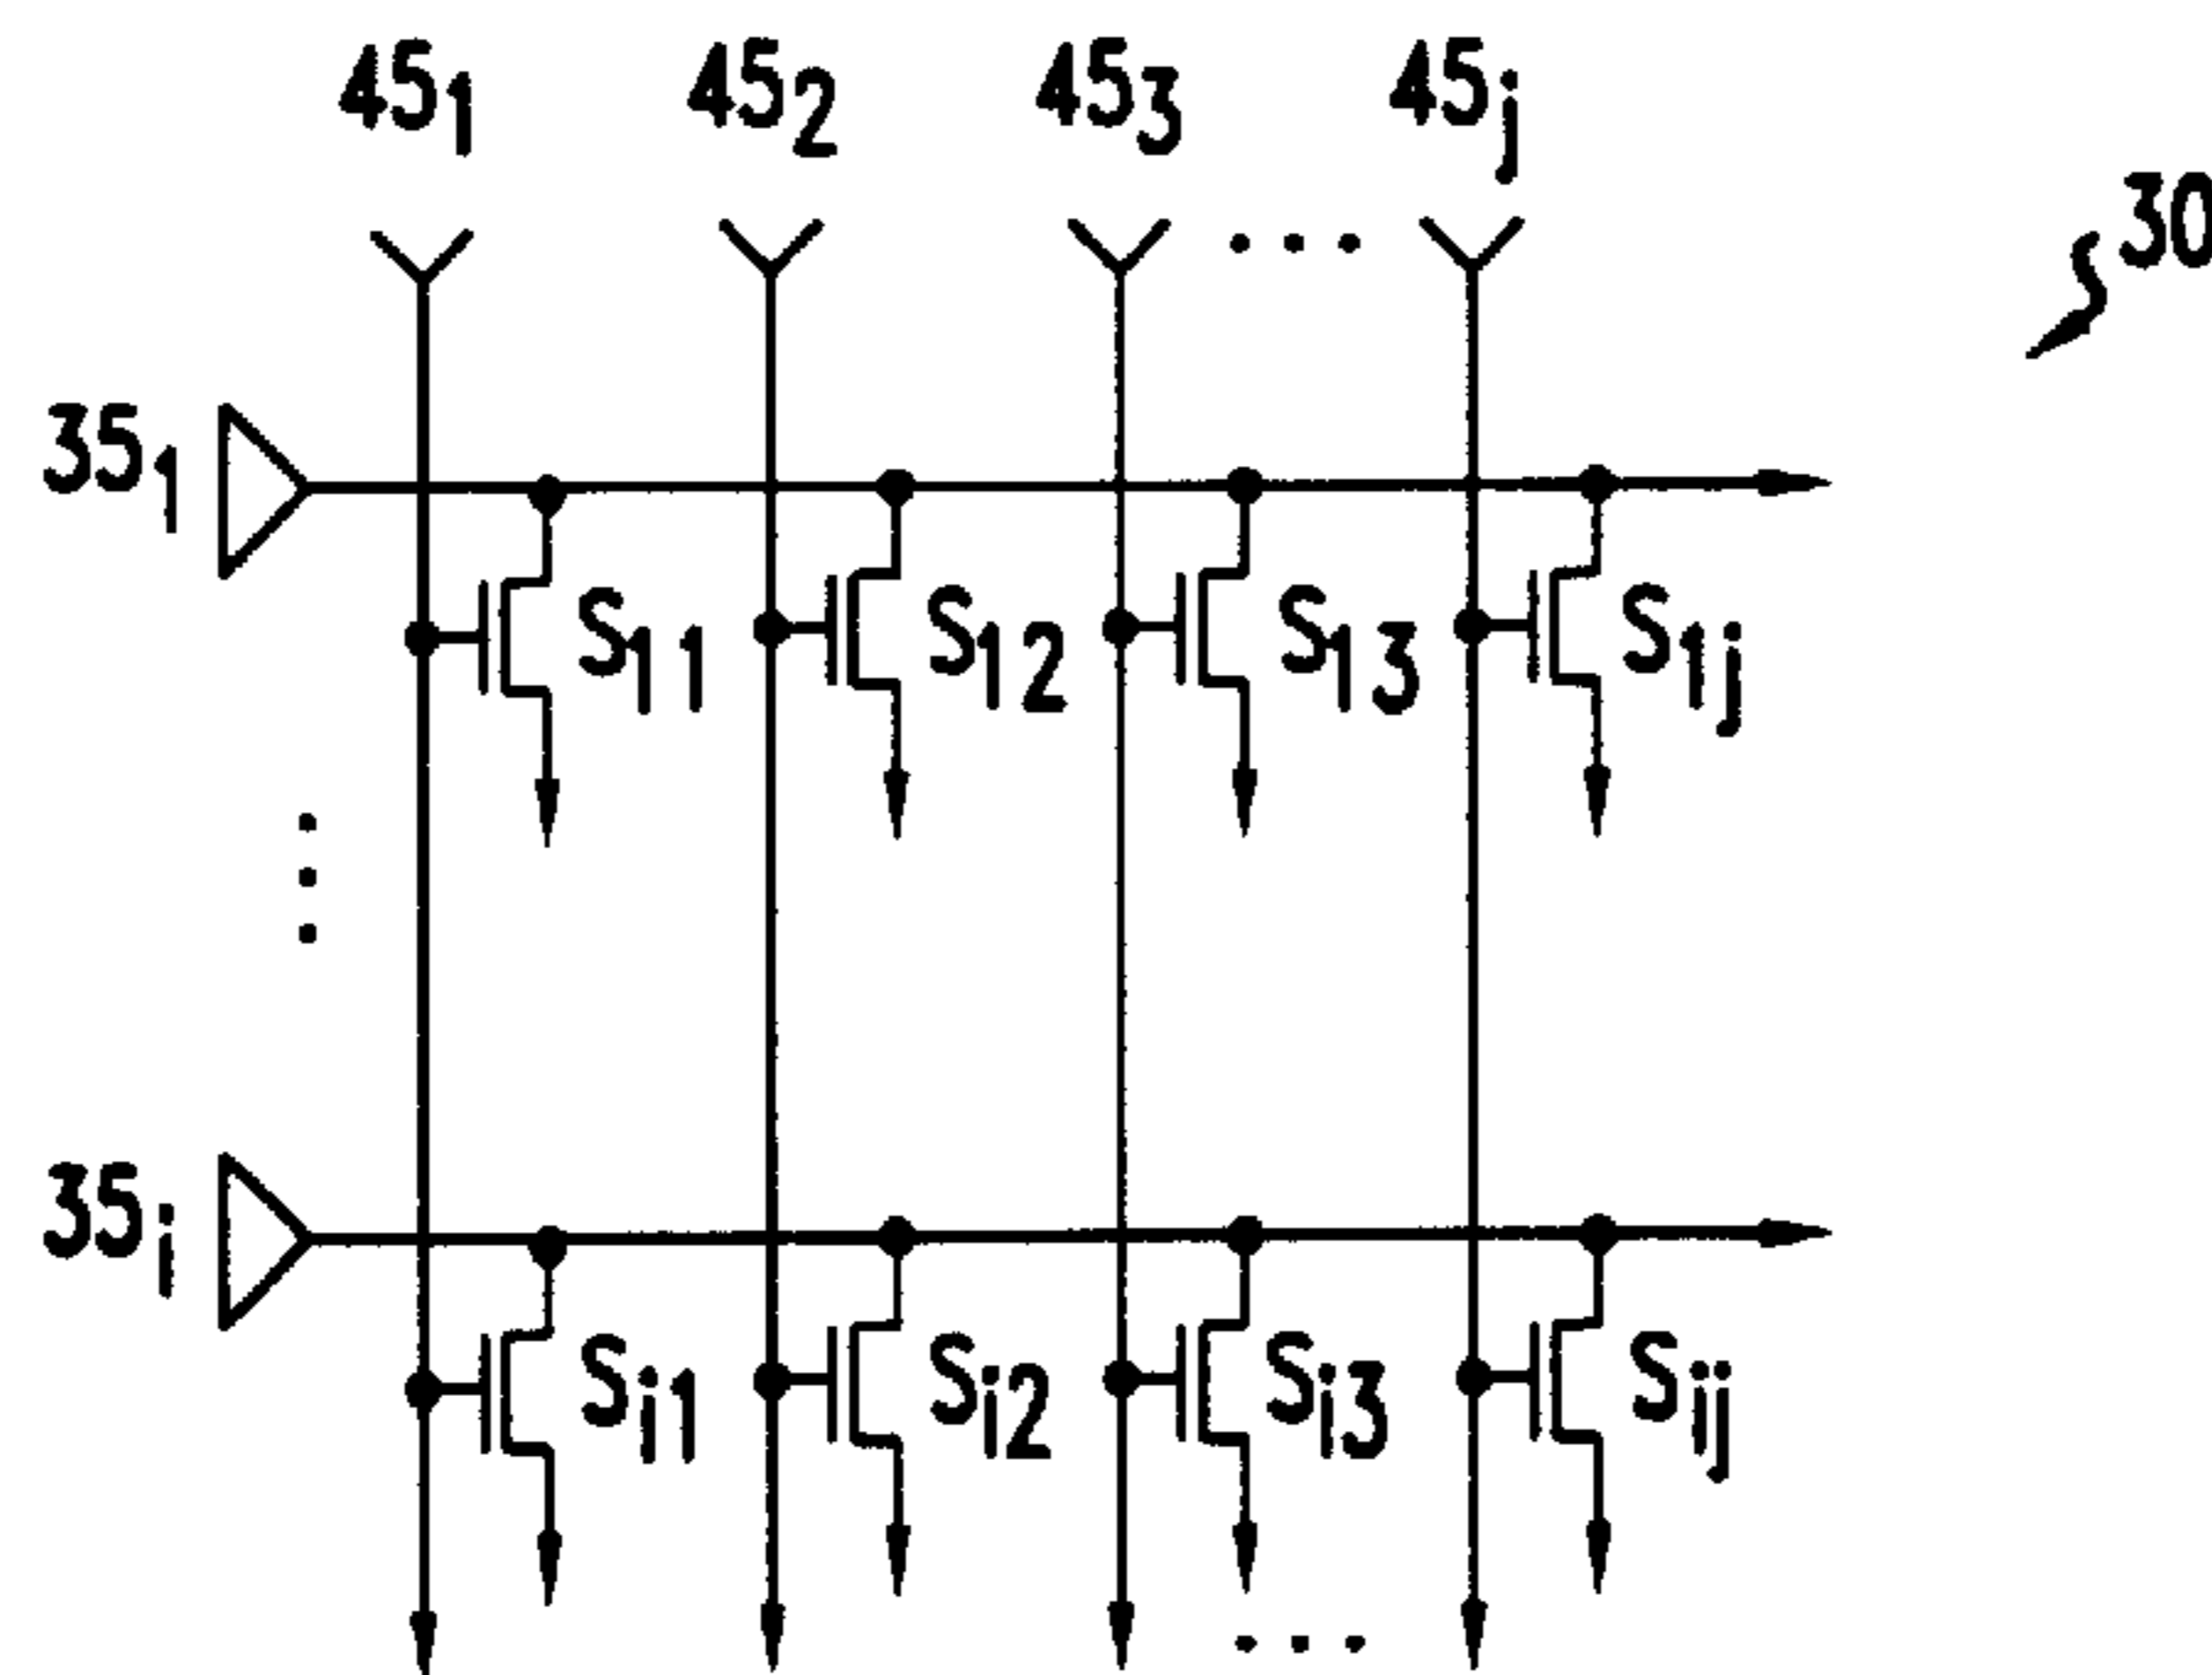 45₁ 45₂ 45₃ ... 45ⱼ
30
35₁
S₁₁ S₁₂ S₁₃ S₁ⱼ
35ᵢ
Sᵢ₁ Sᵢ₂ Sᵢ₃ Sᵢⱼ
...